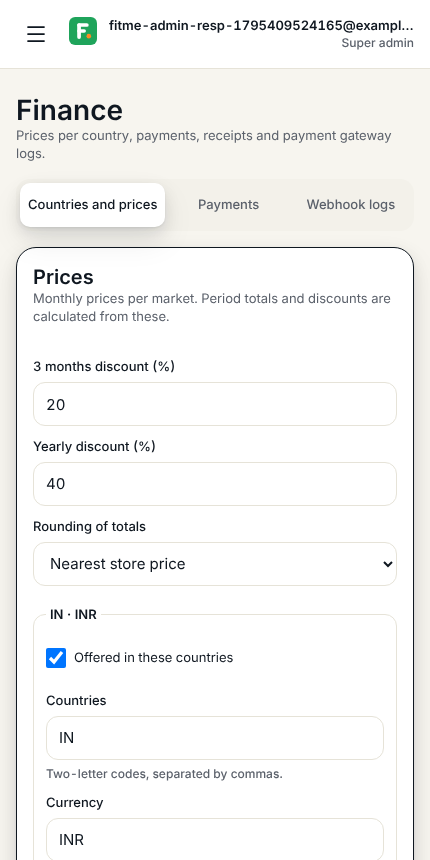 fitme-admin-resp-1795409524165@exampl...
Super admin
Finance
Prices per country, payments, receipts and payment gateway
logs.
Countries and prices
Payments
Webhook logs
Prices
Monthly prices per market. Period totals and discounts are
calculated from these.
3 months discount (%)
20
Yearly discount (%)
40
Rounding of totals
Nearest store price
IN · INR
Offered in these countries
Countries
IN
Two-letter codes, separated by commas.
Currency
INR